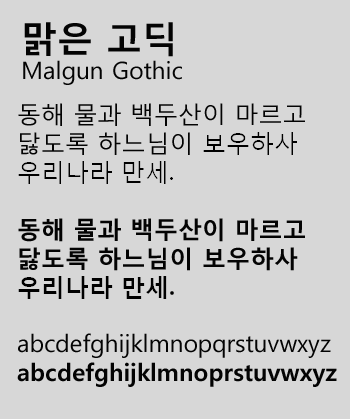 맑은 고딕
Malgun Gothic
동해 물과 백두산이 마르고
닳도록 하느님이 보우하사
우리나라 만세.
동해 물과 백두산이 마르고
닳도록 하느님이 보우하사
우리나라 만세.
abcdefghijklmnopqrstuvwxyz
abcdefghijklmnopqrstuvwxyz